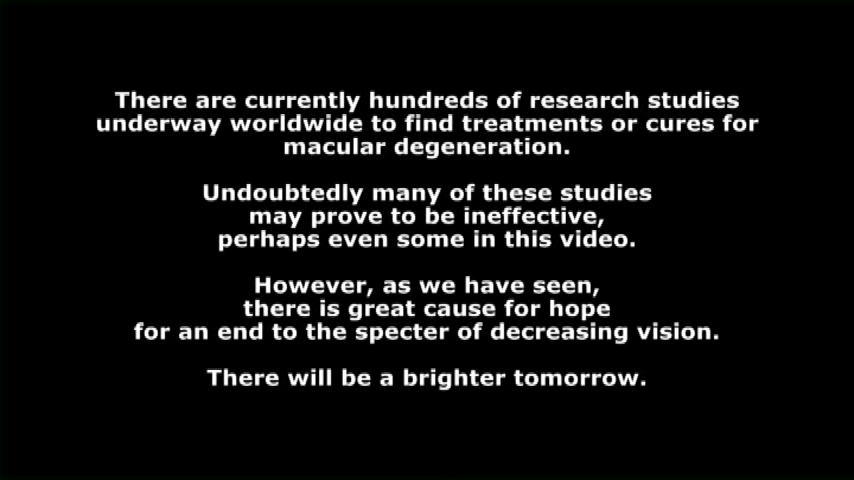 There are currently hundreds of research studies
underway worldwide to find treatments or cures for
macular degeneration.
Undoubtedly many of these studies
may prove to be ineffective,
perhaps even some in this video.
However, as we have seen,
there is great cause for hope
for an end to the specter of decreasing vision.
There will be a brighter tomorrow.